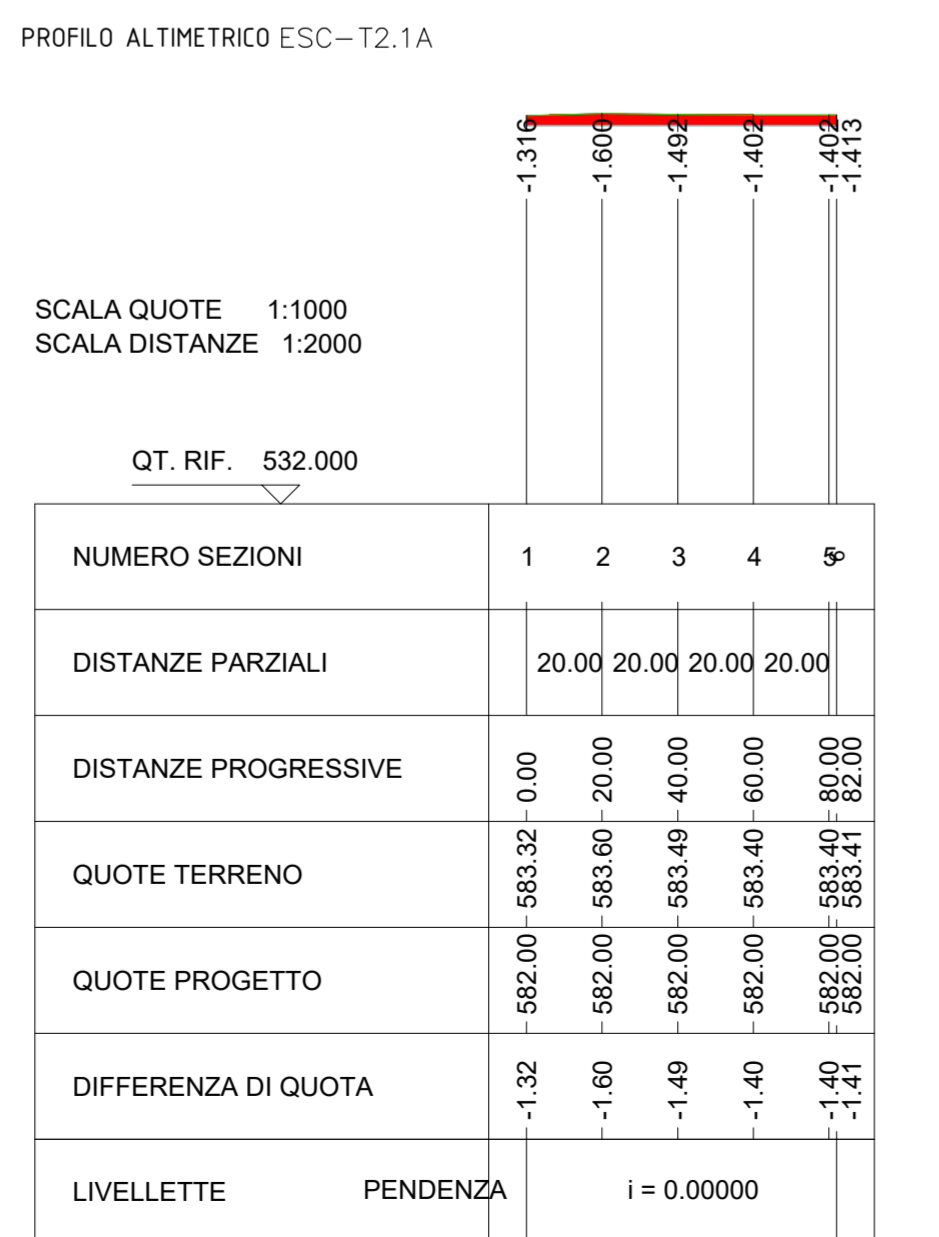 PROFILO ALTIMETRICO ESC-T2.1A
-1.316 -1.600 -1.492 -1.402 -1.402 -1.413
SCALA QUOTE 1:1000
SCALA DISTANZE 1:2000
QT. RIF. 532.000
NUMERO SEZIONI 1 2 3 4 5 6
DISTANZE PARZIALI 20.00 20.00 20.00 20.00
DISTANZE PROGRESSIVE 0.00 20.00 40.00 60.00 80.00 82.00
QUOTE TERRENO 583.32 583.60 583.49 583.40 583.40 583.41
QUOTE PROGETTO 582.00 582.00 582.00 582.00 582.00 582.00
DIFFERENZA DI QUOTA -1.32 -1.60 -1.49 -1.40 -1.40 -1.41
LIVELLETTE PENDENZA i = 0.00000